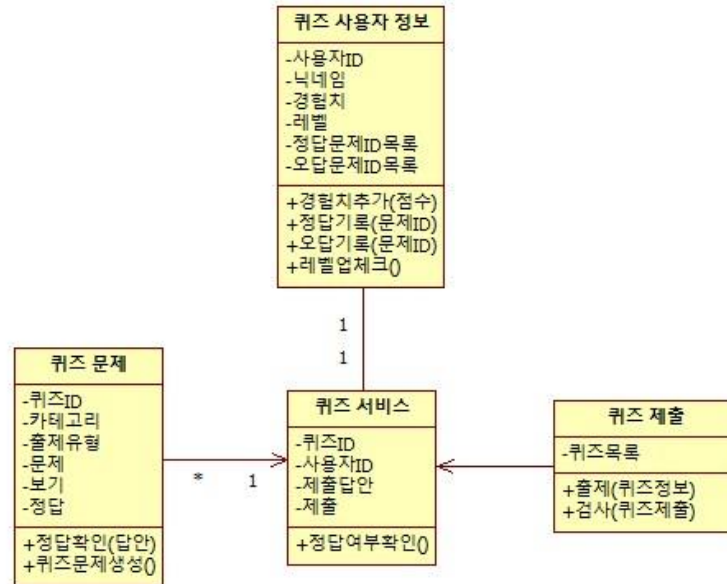 퀴즈 사용자 정보
-사용자ID
-닉네임
-경험치
-레벨
-정답문제ID목록
-오답문제ID목록
+경험치추가(점수)
+정답기록(문제ID)
+오답기록(문제ID)
+레벨업체크()
1
1
퀴즈 문제
-퀴즈ID
-카테고리
-출제유형
-문제
-보기
-정답
+정답확인(답안)
+퀴즈문제생성()
* 1
퀴즈 서비스
-퀴즈ID
-사용자ID
-제출답안
-제출
+정답여부확인()
퀴즈 제출
-퀴즈목록
+출제(퀴즈정보)
+검사(퀴즈제출)